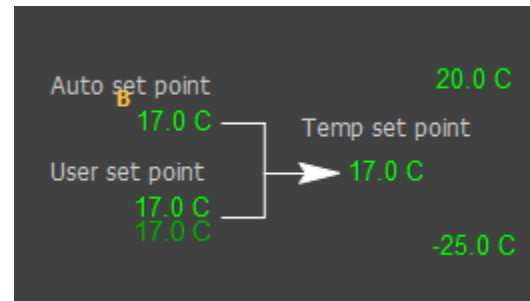 Auto set point
20.0 C
B
17.0 C
Temp set point
User set point
17.0 C
17.0 C
17.0 C
-25.0 C